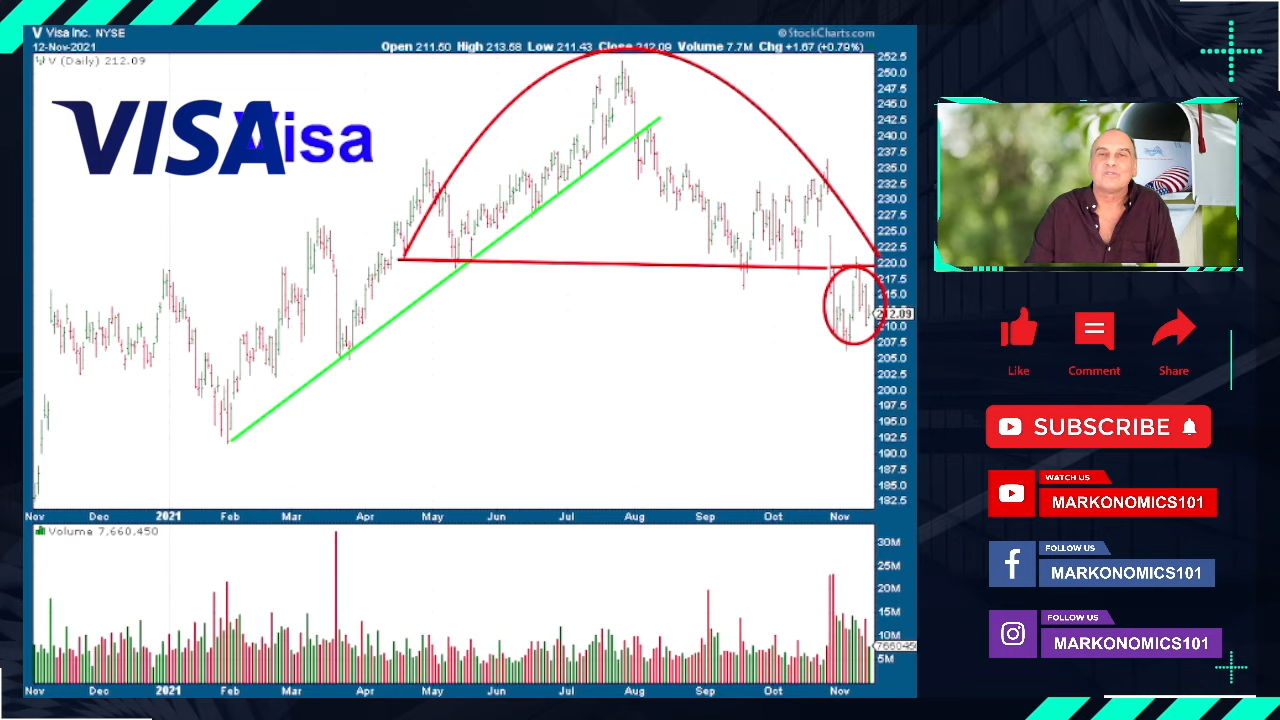 V Visa Inc. NYSE
© StockCharts.com
12-Nov-2021
Open 211.50 High 213.58 Low 211.43 Close 212.09 Volume 7.7M Chg +1.67 (+0.79%)
V (Daily) 212.09
VISA
Visa
252.5
250.0
247.5
245.0
242.5
240.0
237.5
235.0
232.5
230.0
227.5
225.0
222.5
220.0
217.5
215.0
212.09
210.0
207.5
205.0
202.5
200.0
197.5
195.0
192.5
190.0
187.5
185.0
182.5
Nov Dec 2021 Feb Mar Apr May Jun Jul Aug Sep Oct Nov
Volume 7,660,450
30M
25M
20M
15M
10M
7660450
5M
Nov Dec 2021 Feb Mar Apr May Jun Jul Aug Sep Oct Nov
Like Comment Share
SUBSCRIBE
WATCH US
MARKONOMICS101
FOLLOW US
MARKONOMICS101
FOLLOW US
MARKONOMICS101